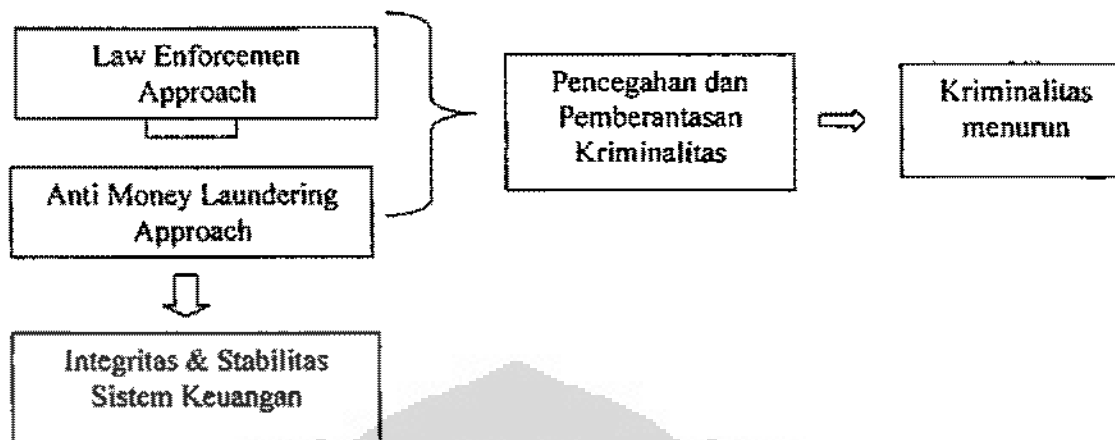 Law Enforcemen
Approach
Anti Money Laundering
Approach
Integritas & Stabilitas
Sistem Keuangan
Pencegahan dan
Pemberantasan
Kriminalitas
Kriminalitas
menurun